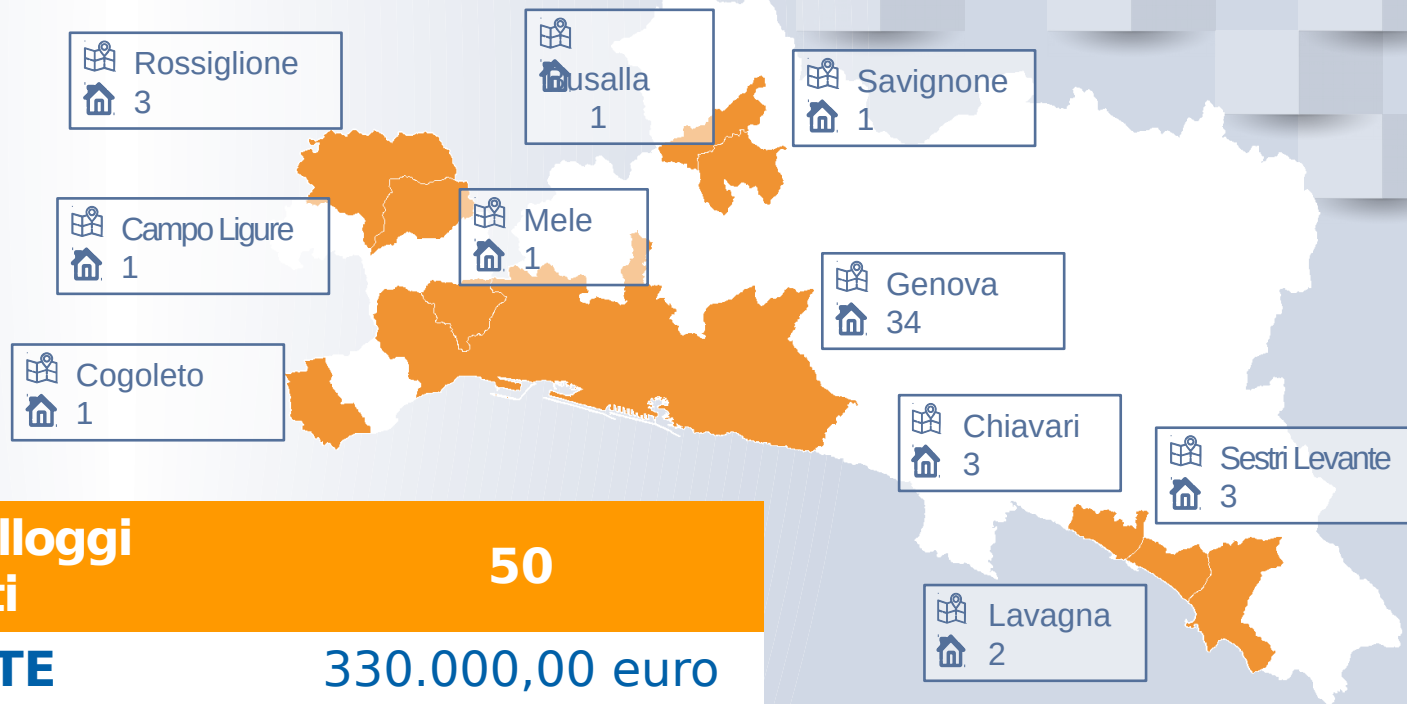 Rossiglione
3
usalla
1
Savignone
1
Campo Ligure
1
Mele
1
Genova
34
Cogoleto
1
Chiavari
3
Sestri Levante
3
Lavagna
2
lloggi
ti
50
TE
330.000,00 euro